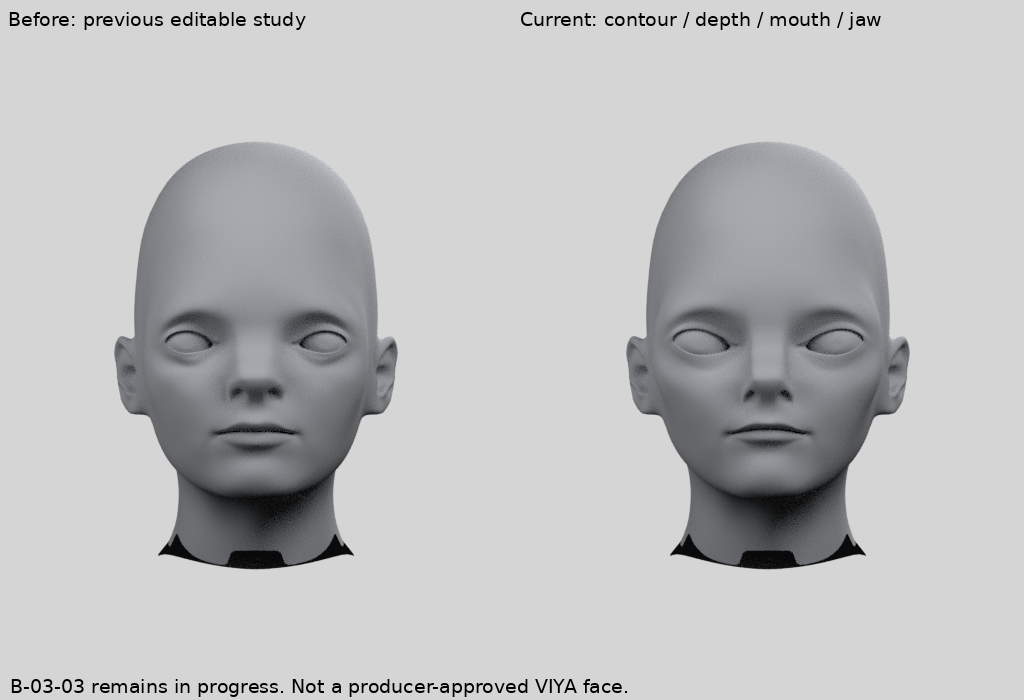 Before: previous editable study
Current: contour / depth / mouth / jaw
B-03-03 remains in progress. Not a producer-approved VIYA face.